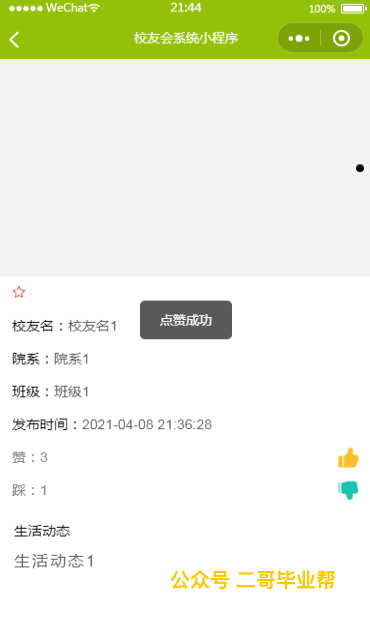 WeChat 21:44 100%
校友会系统小程序
点赞成功
校友名：校友名1
院系：院系1
班级：班级1
发布时间：2021-04-08 21:36:28
赞：3
踩：1
生活动态
生活动态1
公众号 二哥毕业帮